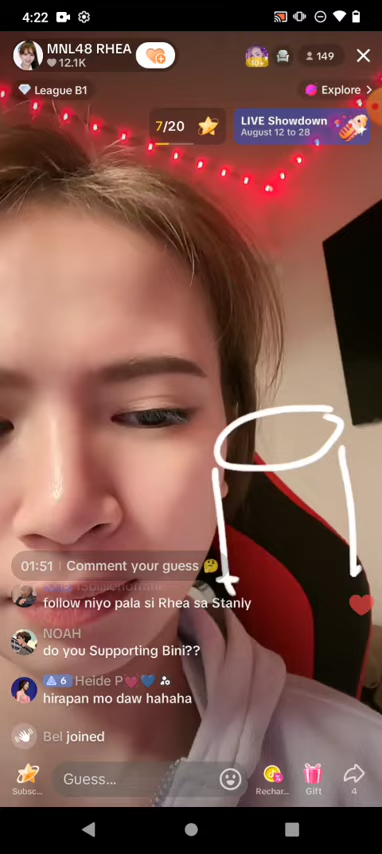 4:22
MNL48 RHEA
12.1K
10+
149
League B1
Explore >
7/20
LIVE Showdown
August 12 to 28
01:51 | Comment your guess 🤔
follow niyo pala si Rhea sa Stanly
NOAH
do you Supporting Bini??
6 Heide P💗💙
hirapan mo daw hahaha
Bel joined
Guess...
Subsc...
Rechar...
Gift
4